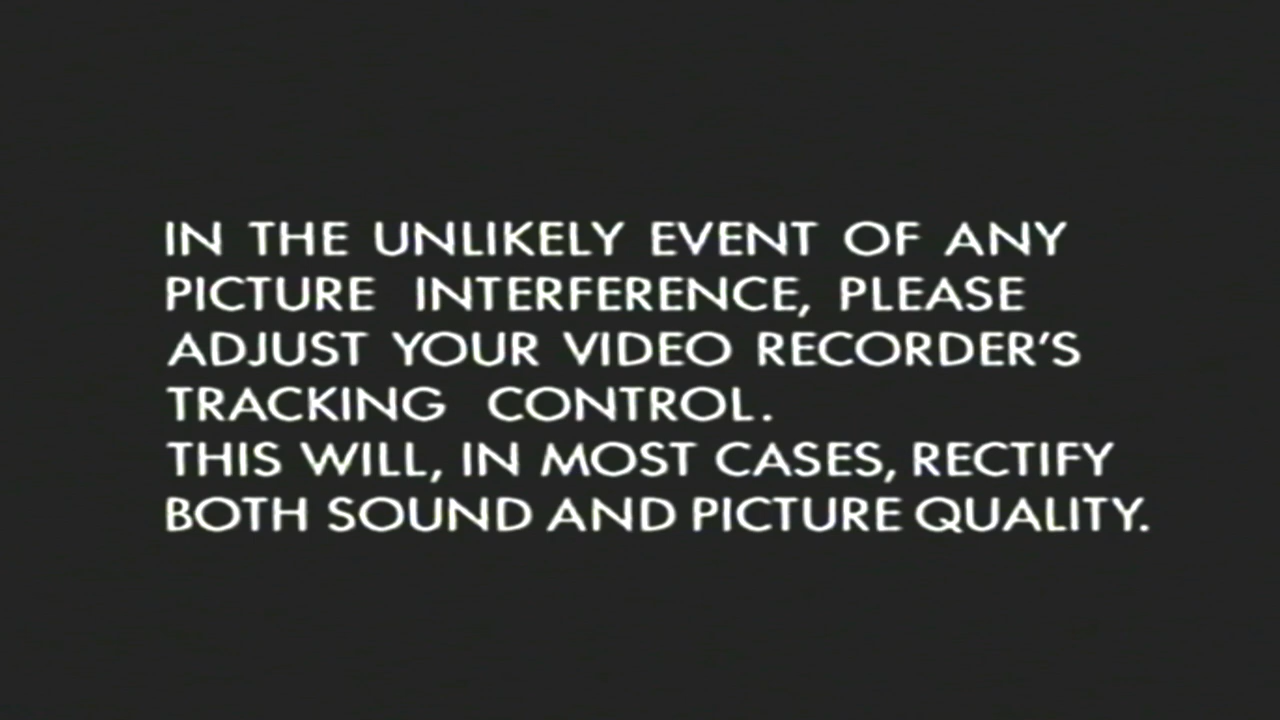 IN THE UNLIKELY EVENT OF ANY
PICTURE INTERFERENCE, PLEASE
ADJUST YOUR VIDEO RECORDER'S
TRACKING CONTROL.
THIS WILL, IN MOST CASES, RECTIFY
BOTH SOUND AND PICTURE QUALITY.